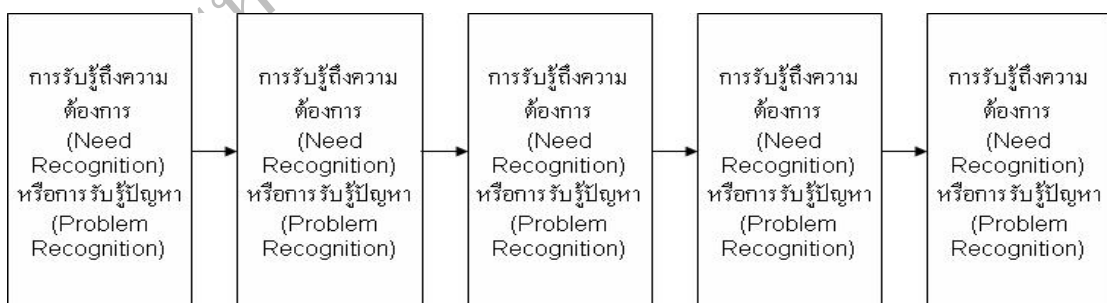 การรับรู้ถึงความ
ต้องการ
(Need
Recognition)
หรือการรับรู้ปัญหา
(Problem
Recognition)
การรับรู้ถึงความ
ต้องการ
(Need
Recognition)
หรือการรับรู้ปัญหา
(Problem
Recognition)
การรับรู้ถึงความ
ต้องการ
(Need
Recognition)
หรือการรับรู้ปัญหา
(Problem
Recognition)
การรับรู้ถึงความ
ต้องการ
(Need
Recognition)
หรือการรับรู้ปัญหา
(Problem
Recognition)
การรับรู้ถึงความ
ต้องการ
(Need
Recognition)
หรือการรับรู้ปัญหา
(Problem
Recognition)